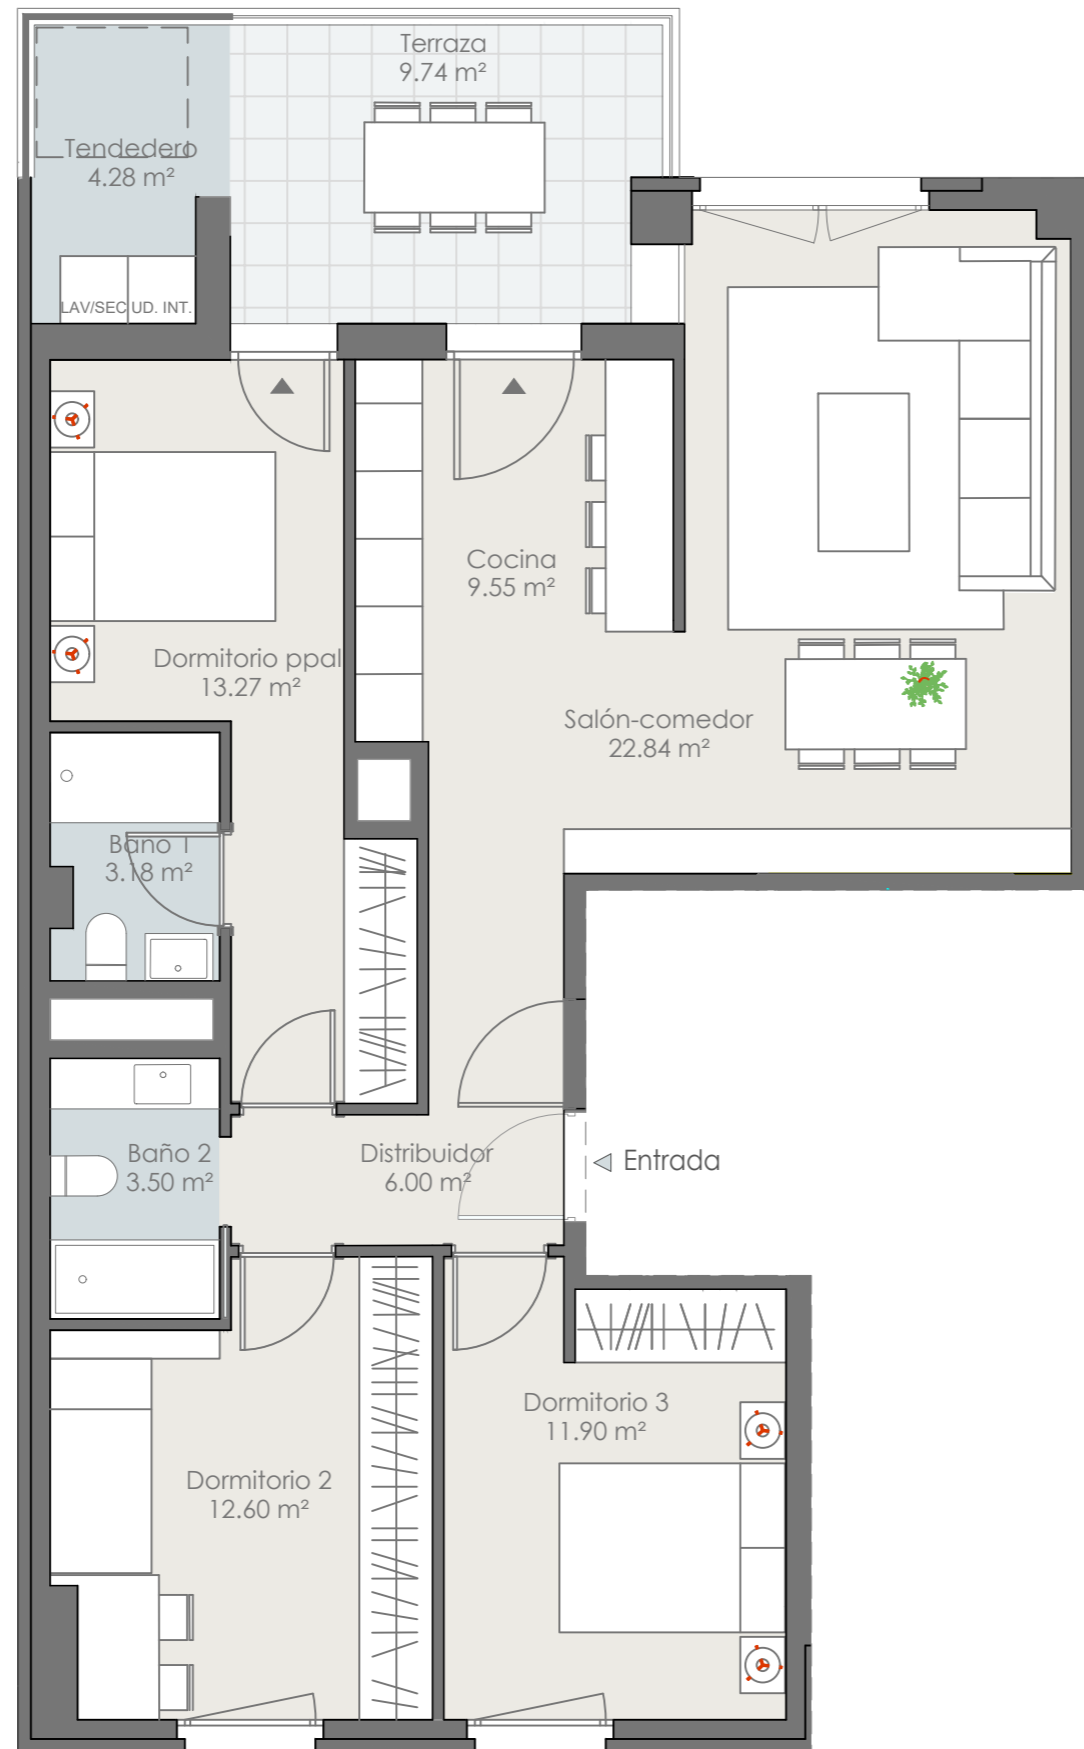 Terraza
9.74 m²
Tendedero
4.28 m²
LAV/SEC UD. INT.
Cocina
9.55 m²
Dormitorio ppal
13.27 m²
Salón-comedor
22.84 m²
Baño 1
3.18 m²
Baño 2
3.50 m²
Distribuidor
6.00 m²
Entrada
Dormitorio 3
11.90 m²
Dormitorio 2
12.60 m²